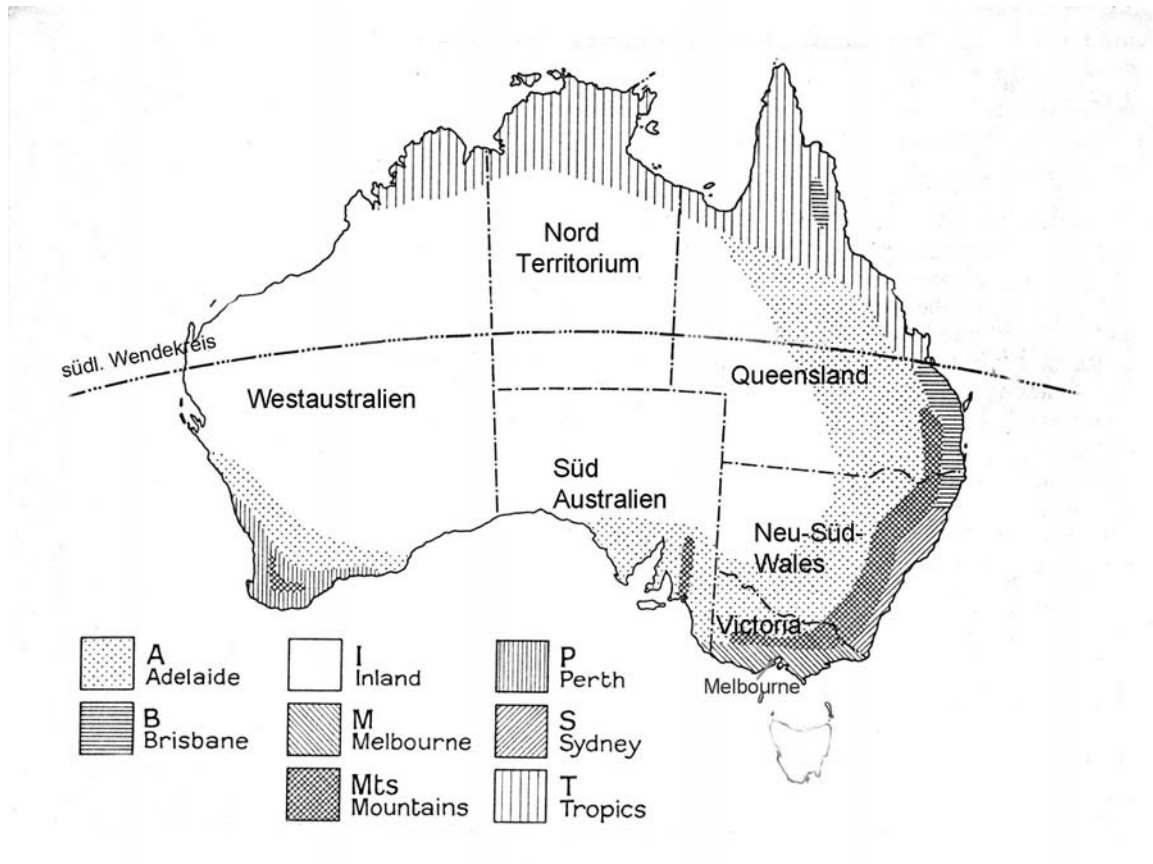 Nord
Territorium
südl. Wendekreis
Queensland
Westaustralien
Süd
Australien
Neu-Süd-
Wales
Victoria
Melbourne
A
Adelaide
I
Inland
P
Perth
B
Brisbane
M
Melbourne
S
Sydney
Mts
Mountains
T
Tropics